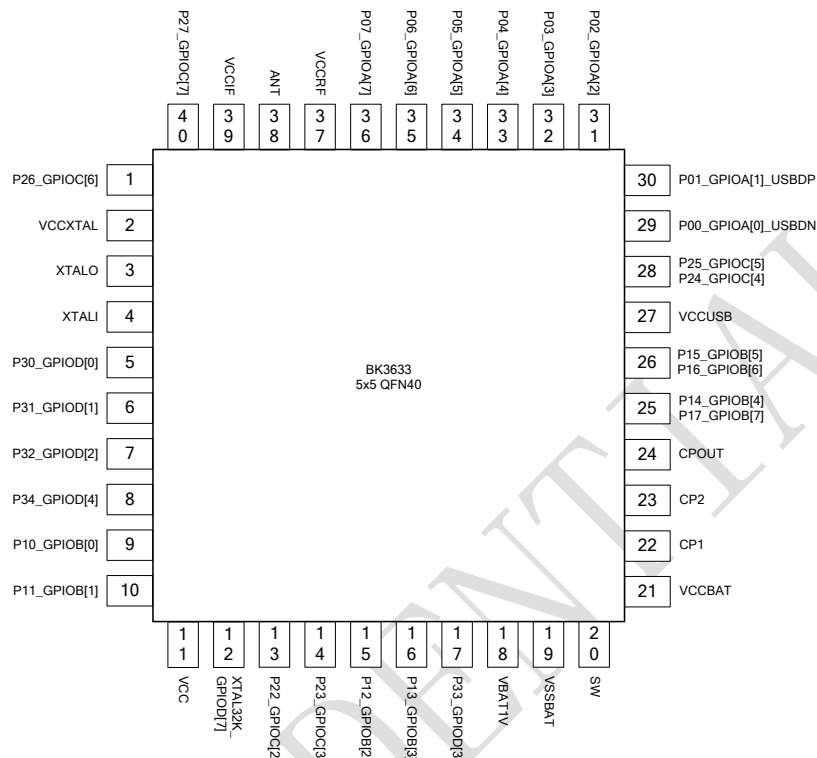 P27_GPIOC[7]
VCCIF
ANT
VCCRF
P07_GPIOA[7]
P06_GPIOA[6]
P05_GPIOA[5]
P04_GPIOA[4]
P03_GPIOA[3]
P02_GPIOA[2]
40
39
38
37
36
35
34
33
32
31
P26_GPIOC[6] 1
VCCXTAL 2
XTALO 3
XTALI 4
P30_GPIOD[0] 5
P31_GPIOD[1] 6
P32_GPIOD[2] 7
P34_GPIOD[4] 8
P10_GPIOB[0] 9
P11_GPIOB[1] 10
BK3633
5x5 QFN40
30 P01_GPIOA[1]_USBDP
29 P00_GPIOA[0]_USBDN
28 P25_GPIOC[5]
P24_GPIOC[4]
27 VCCUSB
26 P15_GPIOB[5]
P16_GPIOB[6]
25 P14_GPIOB[4]
P17_GPIOB[7]
24 CPOUT
23 CP2
22 CP1
21 VCCBAT
11
12
13
14
15
16
17
18
19
20
VCC
XTAL32K_
GPIOD[7]
P22_GPIOC[2
P23_GPIOC[3
P12_GPIOB[2
P13_GPIOB[3]
P33_GPIOD[3
VBAT1V
VSSBAT
SW
DENTIAL